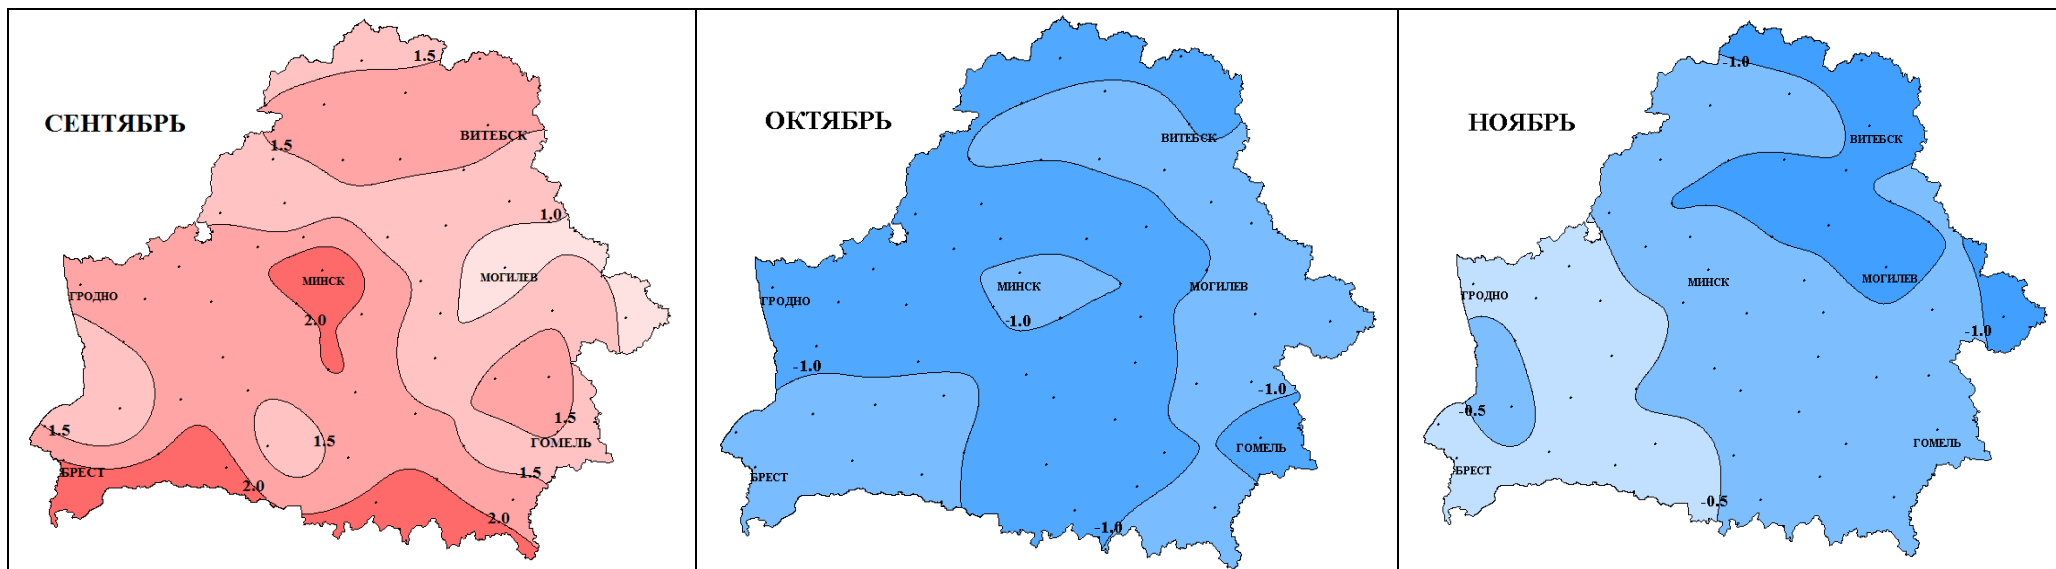 СЕНТЯБРЬ
1.5
ВИТЕБСК
1.5
1.0
МИНСК
МОГИЛЕВ
ГРОДНО
2.0
1.5
1.5
1.5
ГОМЕЛЬ
БРЕСТ
1.5
2.0
2.0
ОКТЯБРЬ
ВИТЕБСК
МИНСК
МОГИЛЕВ
ГРОДНО
-1.0
-1.0
-1.0
ГОМЕЛЬ
БРЕСТ
-1.0
НОЯБРЬ
-1.0
ВИТЕБСК
МОГИЛЕВ
МИНСК
ГРОДНО
-1.0
-0.5
ГОМЕЛЬ
БРЕСТ
-0.5